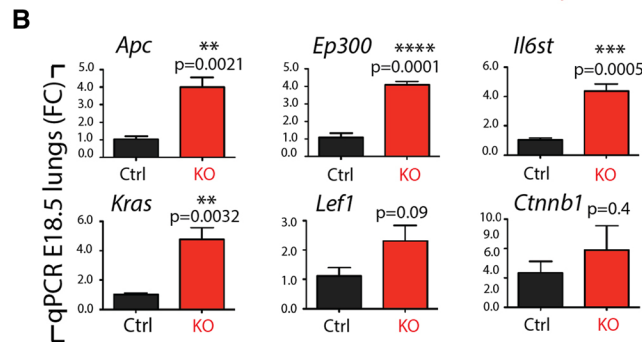 B
qPCR E18.5 lungs (FC)
Apc
**
p=0.0021
5.0
4.0
3.0
2.0
1.0
0.0
Ctrl KO
Ep300
****
p=0.0001
5.0
4.0
3.0
2.0
1.0
0.0
Ctrl KO
Il6st
***
p=0.0005
6.0
4.0
2.0
0.0
Ctrl KO
Kras
**
p=0.0032
6.0
4.0
2.0
0.0
Ctrl KO
Lef1
p=0.09
3.0
2.0
1.0
0.0
Ctrl KO
Ctnnb1
p=0.4
10.0
8.0
6.0
4.0
2.0
0.0
Ctrl KO